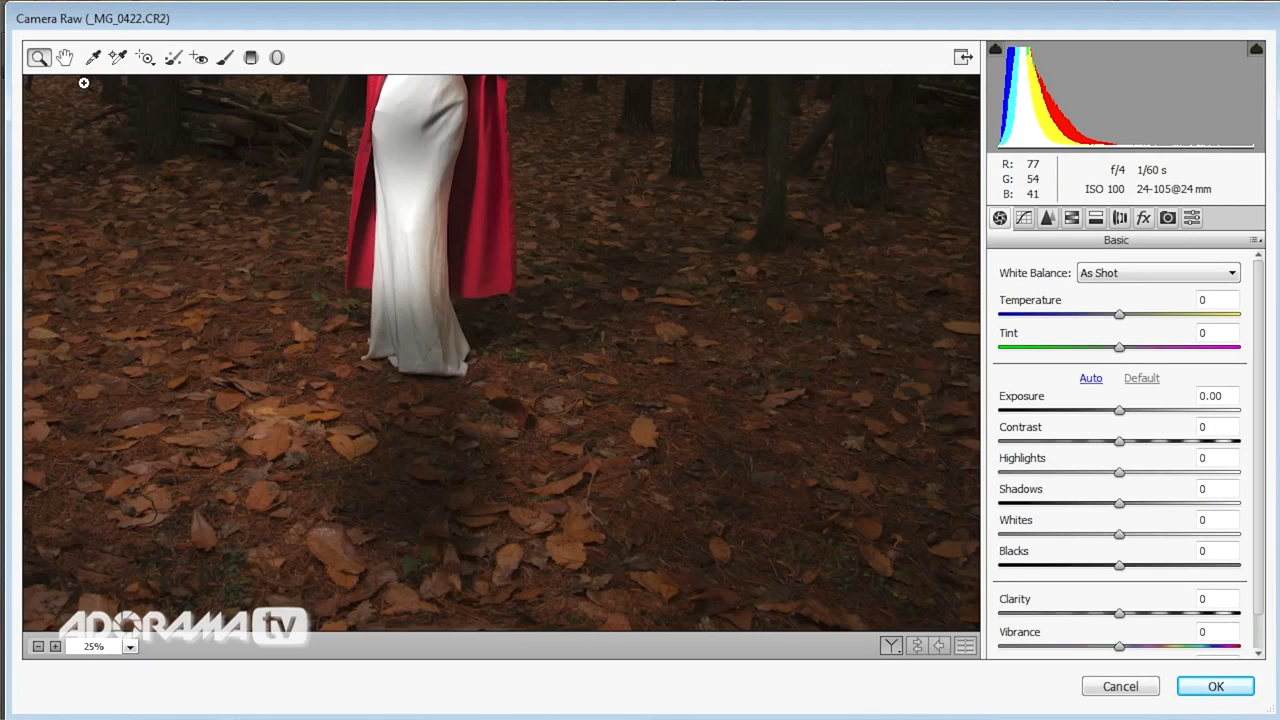 Camera Raw (_MG_0422.CR2)
R: 77
G: 54
B: 41
f/4 1/60 s
ISO 100 24-105@24 mm
fx
Basic
White Balance: As Shot
Temperature 0
Tint 0
Auto Default
Exposure 0.00
Contrast 0
Highlights 0
Shadows 0
Whites 0
Blacks 0
Clarity 0
Vibrance 0
ADORAMA tv
25%
Y
Cancel OK